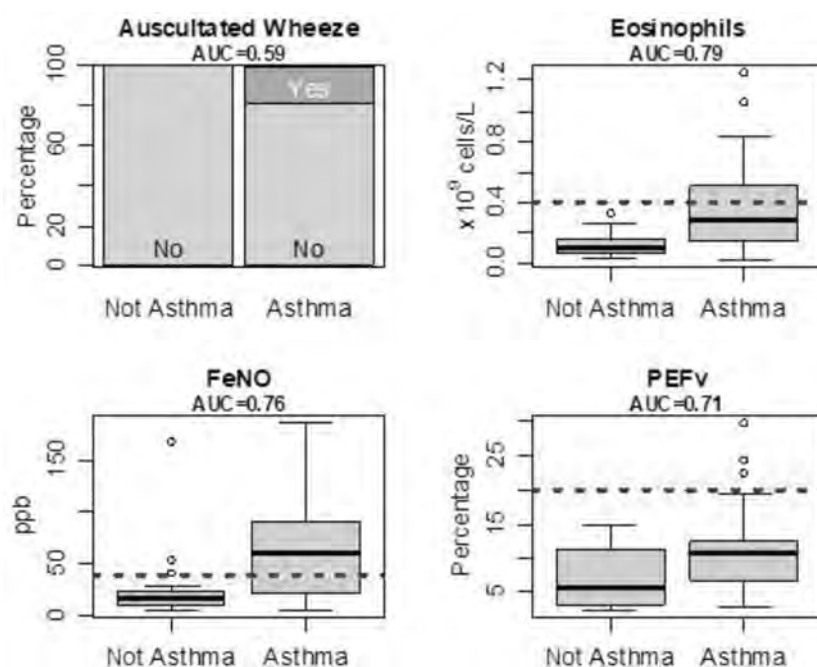 Auscultated Wheeze
AUC=0.59
Percentage
100
60
20
0
Yes
No
No
Not Asthma
Asthma
Eosinophils
AUC=0.79
x 10⁹ cells/L
1.2
0.8
0.4
0.0
Not Asthma
Asthma
FeNO
AUC=0.76
ppb
150
50
0
Not Asthma
Asthma
PEFv
AUC=0.71
Percentage
25
15
5
Not Asthma
Asthma